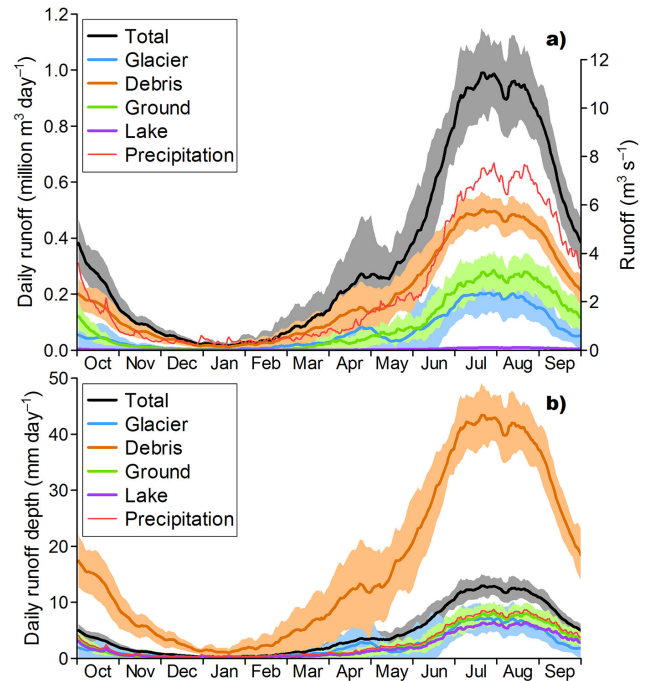 a)
Daily runoff (million m³ day⁻¹)
1.2
1.0
0.8
0.6
0.4
0.2
0.0
Total
Glacier
Debris
Ground
Lake
Precipitation
12
10
8
6
4
2
0
Runoff (m³ s⁻¹)
Oct Nov Dec Jan Feb Mar Apr May Jun Jul Aug Sep
b)
Daily runoff depth (mm day⁻¹)
50
40
30
20
10
0
Total
Glacier
Debris
Ground
Lake
Precipitation
Oct Nov Dec Jan Feb Mar Apr May Jun Jul Aug Sep